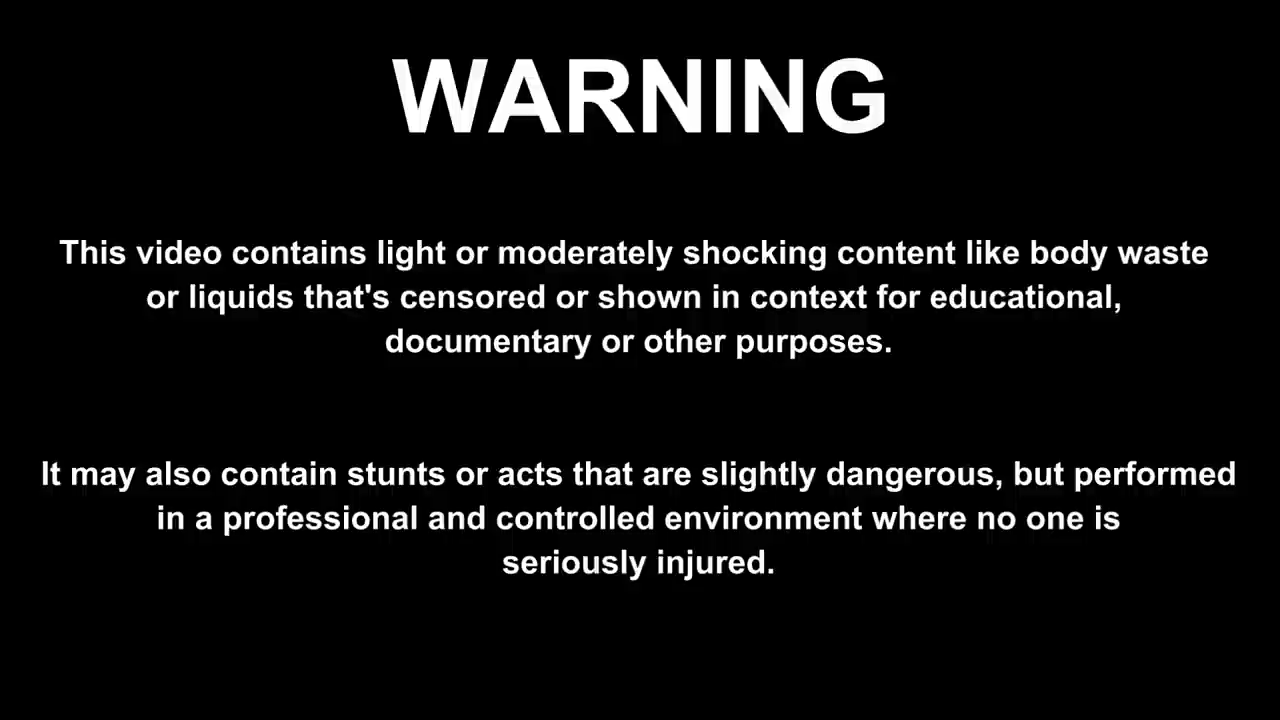 WARNING
This video contains light or moderately shocking content like body waste
or liquids that's censored or shown in context for educational,
documentary or other purposes.
It may also contain stunts or acts that are slightly dangerous, but performed
in a professional and controlled environment where no one is
seriously injured.